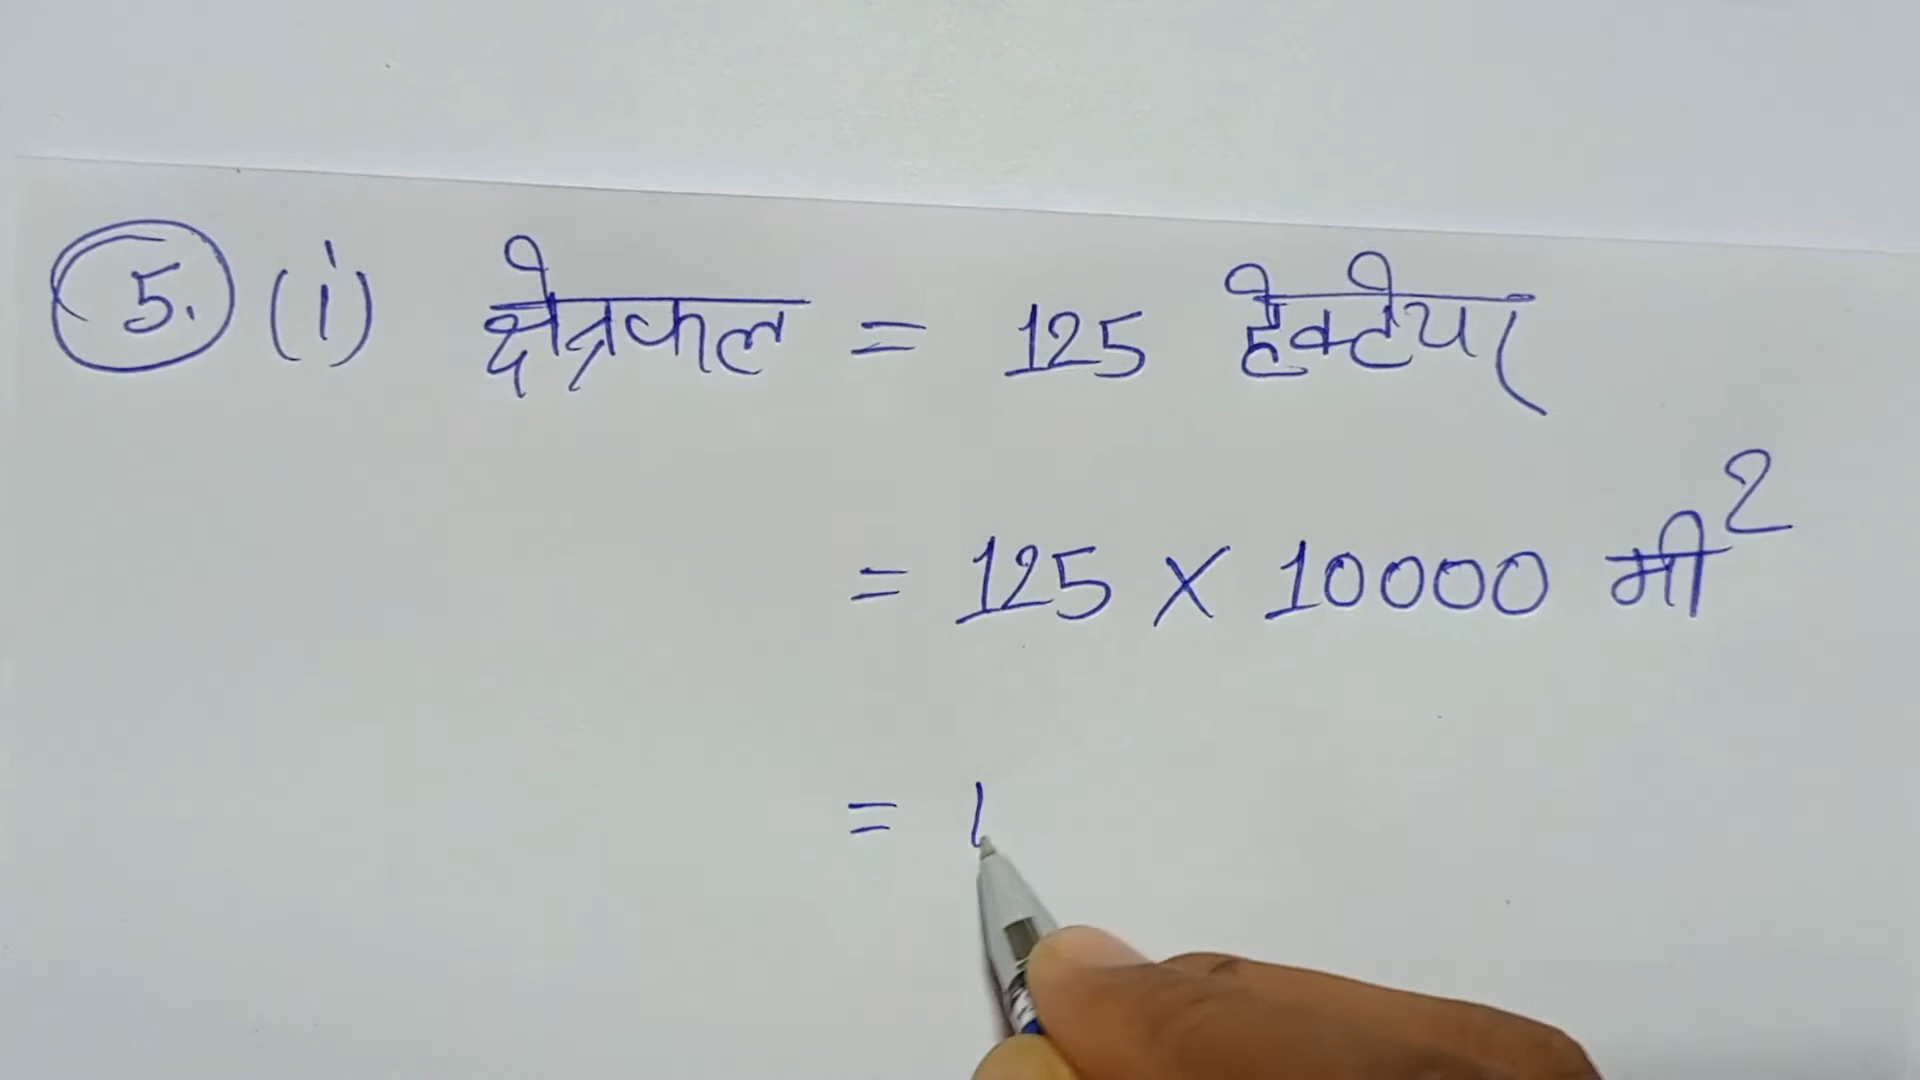 5. (i) क्षेत्रफल = 125 हेक्टेयर
= 125 × 10000 मी²
= 1